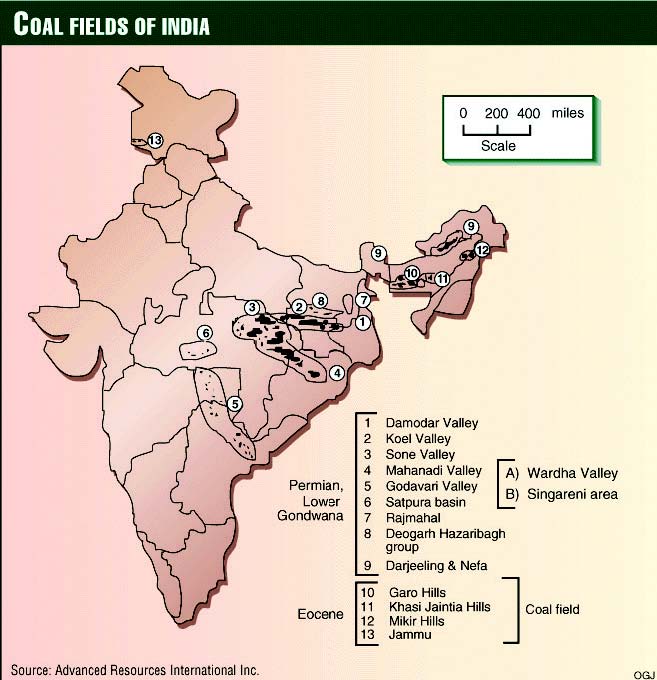 COAL FIELDS OF INDIA
0 200 400 miles
Scale
13
9
9
12
10
11
3
2
8
7
1
6
4
5
Permian,
Lower
Gondwana
1 Damodar Valley
2 Koel Valley
3 Sone Valley
4 Mahanadi Valley
5 Godavari Valley
6 Satpura basin
7 Rajmahal
8 Deogarh Hazaribagh
group
9 Darjeeling & Nefa
A) Wardha Valley
B) Singareni area
Eocene
10 Garo Hills
11 Khasi Jaintia Hills
12 Mikir Hills
13 Jammu
Coal field
Source: Advanced Resources International Inc.
OGJ